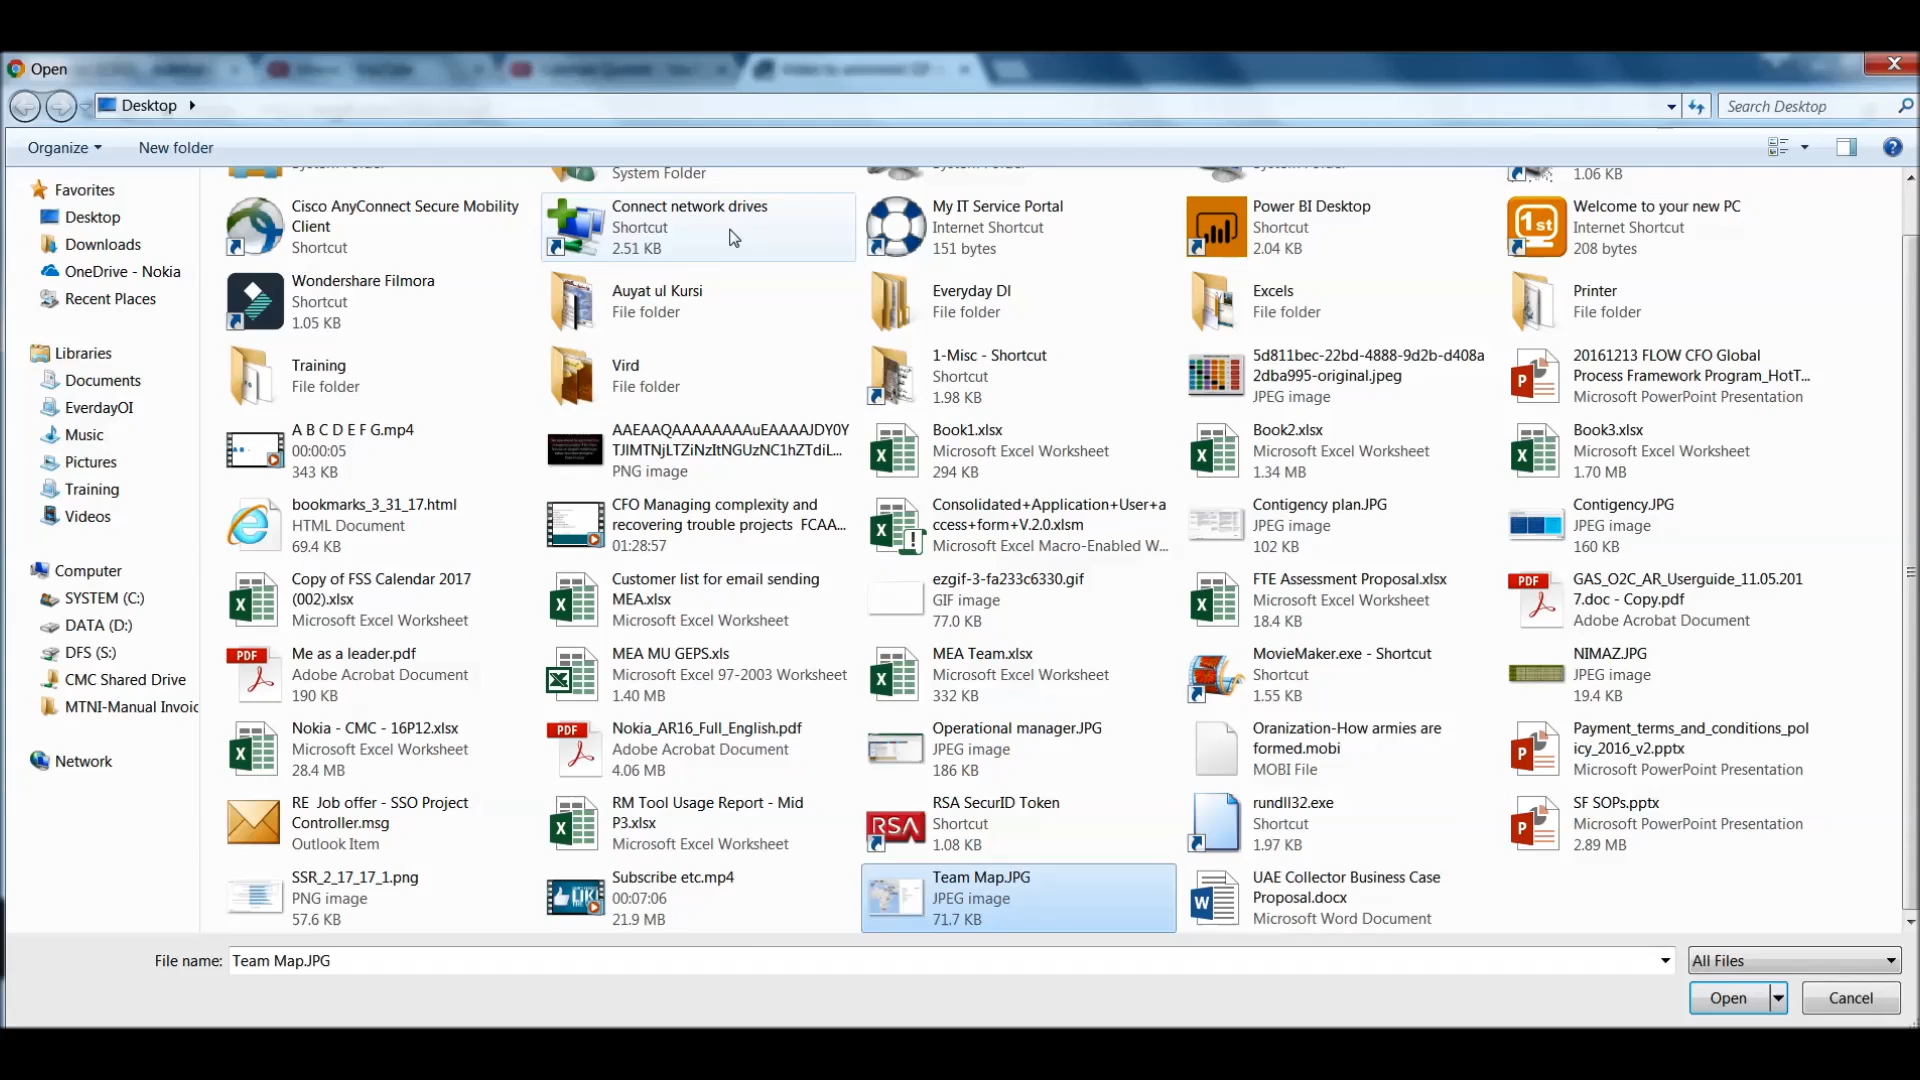 Open
Desktop
Search Desktop
Organize
New folder
System Folder
1.06 KB
Favorites
Desktop
Downloads
OneDrive - Nokia
Recent Places
Libraries
Documents
EverdayOI
Music
Pictures
Training
Videos
Computer
SYSTEM (C:)
DATA (D:)
DFS (S:)
CMC Shared Drive
MTNI-Manual Invoic
Network
Cisco AnyConnect Secure Mobility
Client
Shortcut
Connect network drives
Shortcut
2.51 KB
My IT Service Portal
Internet Shortcut
151 bytes
Power BI Desktop
Shortcut
2.04 KB
1st
Welcome to your new PC
Internet Shortcut
208 bytes
Wondershare Filmora
Shortcut
1.05 KB
Auyat ul Kursi
File folder
Everyday DI
File folder
Excels
File folder
Printer
File folder
Training
File folder
Vird
File folder
1-Misc - Shortcut
Shortcut
1.98 KB
5d811bec-22bd-4888-9d2b-d408a
2dba995-original.jpeg
JPEG image
20161213 FLOW CFO Global
Process Framework Program_HotT...
Microsoft PowerPoint Presentation
A B C D E F G.mp4
00:00:05
343 KB
AAEAAQAAAAAAAAuEAAAAJDY0Y
TJlMTNjLTZiNzItNGUzNC1hZTdiL...
PNG image
Book1.xlsx
Microsoft Excel Worksheet
294 KB
Book2.xlsx
Microsoft Excel Worksheet
1.34 MB
Book3.xlsx
Microsoft Excel Worksheet
1.70 MB
bookmarks_3_31_17.html
HTML Document
69.4 KB
CFO Managing complexity and
recovering trouble projects FCAA...
01:28:57
Consolidated+Application+User+a
ccess+form+V.2.0.xlsm
Microsoft Excel Macro-Enabled W...
Contigency plan.JPG
JPEG image
102 KB
Contigency.JPG
JPEG image
160 KB
Copy of FSS Calendar 2017
(002).xlsx
Microsoft Excel Worksheet
Customer list for email sending
MEA.xlsx
Microsoft Excel Worksheet
ezgif-3-fa233c6330.gif
GIF image
77.0 KB
FTE Assessment Proposal.xlsx
Microsoft Excel Worksheet
18.4 KB
PDF
GAS_O2C_AR_Userguide_11.05.201
7.doc - Copy.pdf
Adobe Acrobat Document
PDF
Me as a leader.pdf
Adobe Acrobat Document
190 KB
MEA MU GEPS.xls
Microsoft Excel 97-2003 Worksheet
1.40 MB
MEA Team.xlsx
Microsoft Excel Worksheet
332 KB
MovieMaker.exe - Shortcut
Shortcut
1.55 KB
NIMAZ.JPG
JPEG image
19.4 KB
Nokia - CMC - 16P12.xlsx
Microsoft Excel Worksheet
28.4 MB
PDF
Nokia_AR16_Full_English.pdf
Adobe Acrobat Document
4.06 MB
Operational manager.JPG
JPEG image
186 KB
Oranization-How armies are
formed.mobi
MOBI File
Payment_terms_and_conditions_pol
icy_2016_v2.pptx
Microsoft PowerPoint Presentation
RE  Job offer - SSO Project
Controller.msg
Outlook Item
RM Tool Usage Report - Mid
P3.xlsx
Microsoft Excel Worksheet
RSA
RSA SecurID Token
Shortcut
1.08 KB
rundll32.exe
Shortcut
1.97 KB
SF SOPs.pptx
Microsoft PowerPoint Presentation
2.89 MB
SSR_2_17_17_1.png
PNG image
57.6 KB
Subscribe etc.mp4
00:07:06
21.9 MB
Team Map.JPG
JPEG image
71.7 KB
UAE Collector Business Case
Proposal.docx
Microsoft Word Document
File name: Team Map.JPG
All Files
Open
Cancel